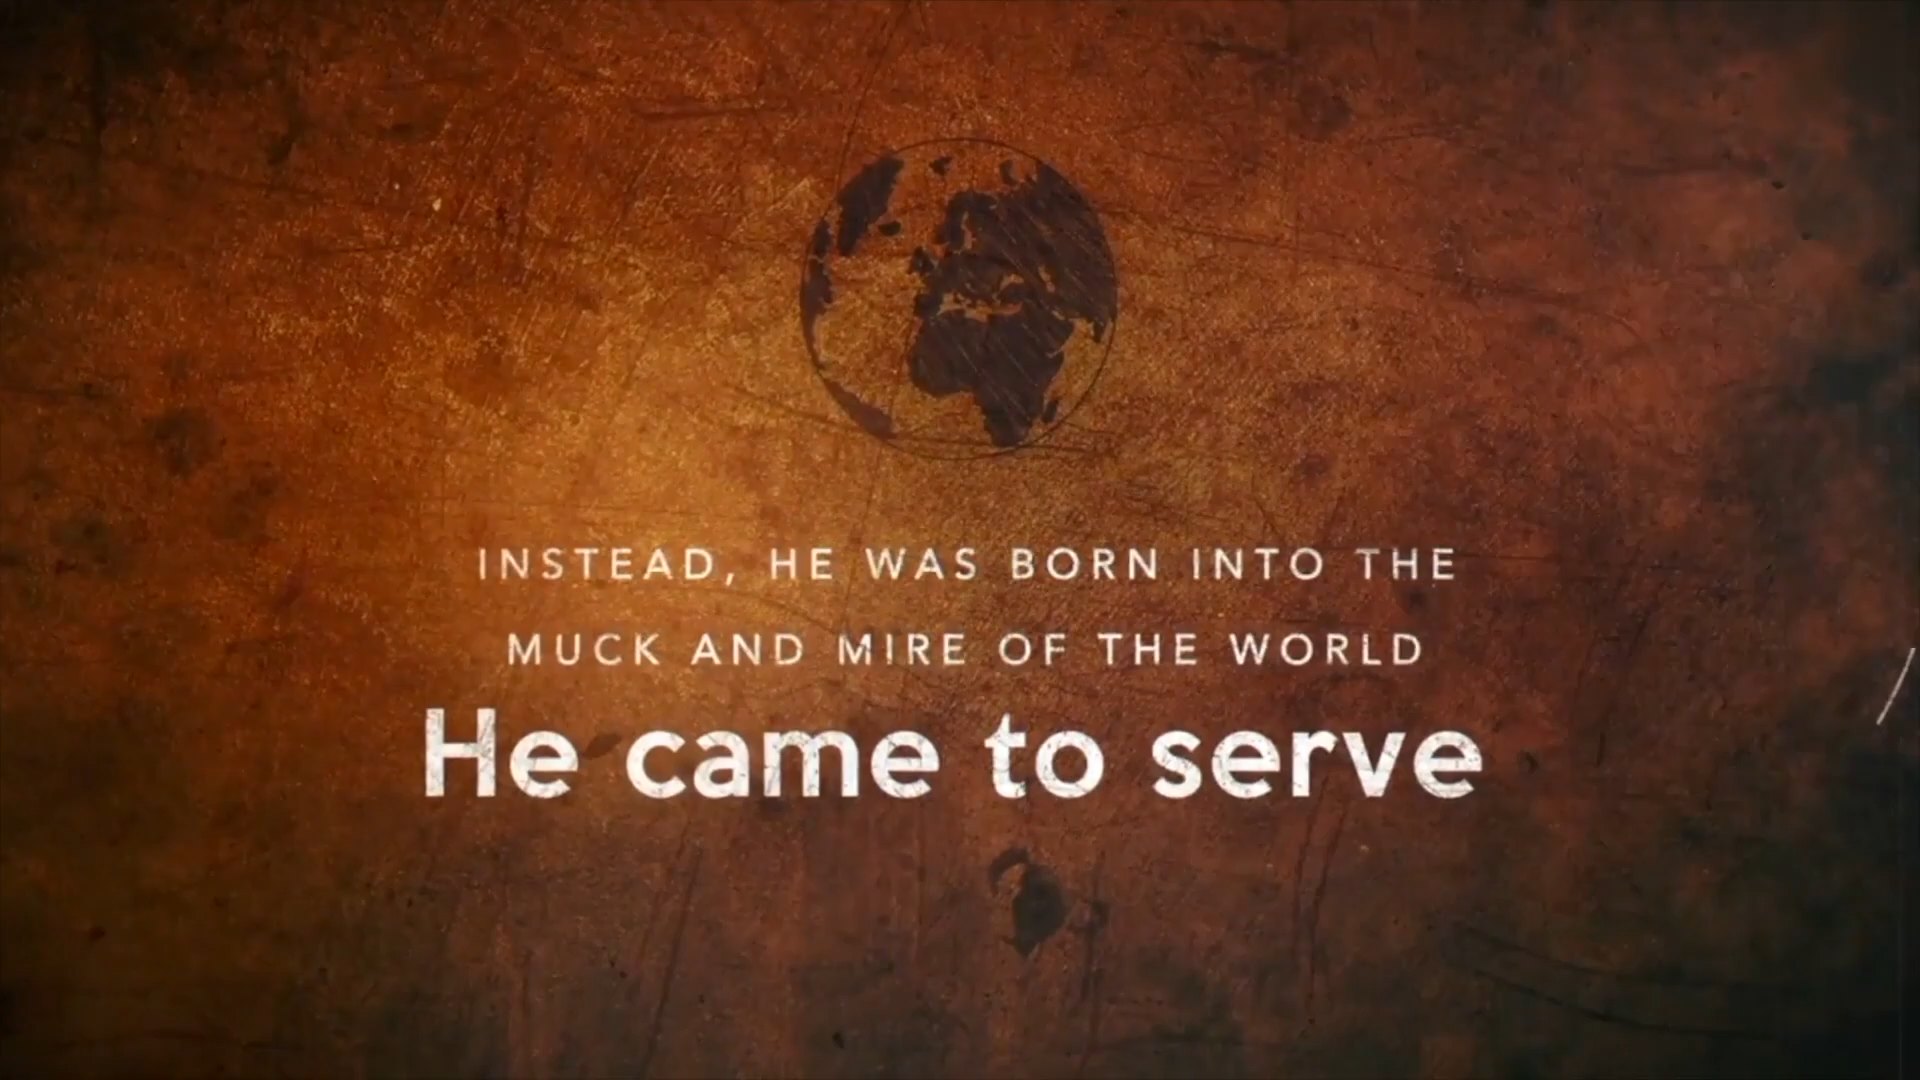 INSTEAD, HE WAS BORN INTO THE
MUCK AND MIRE OF THE WORLD
He came to serve